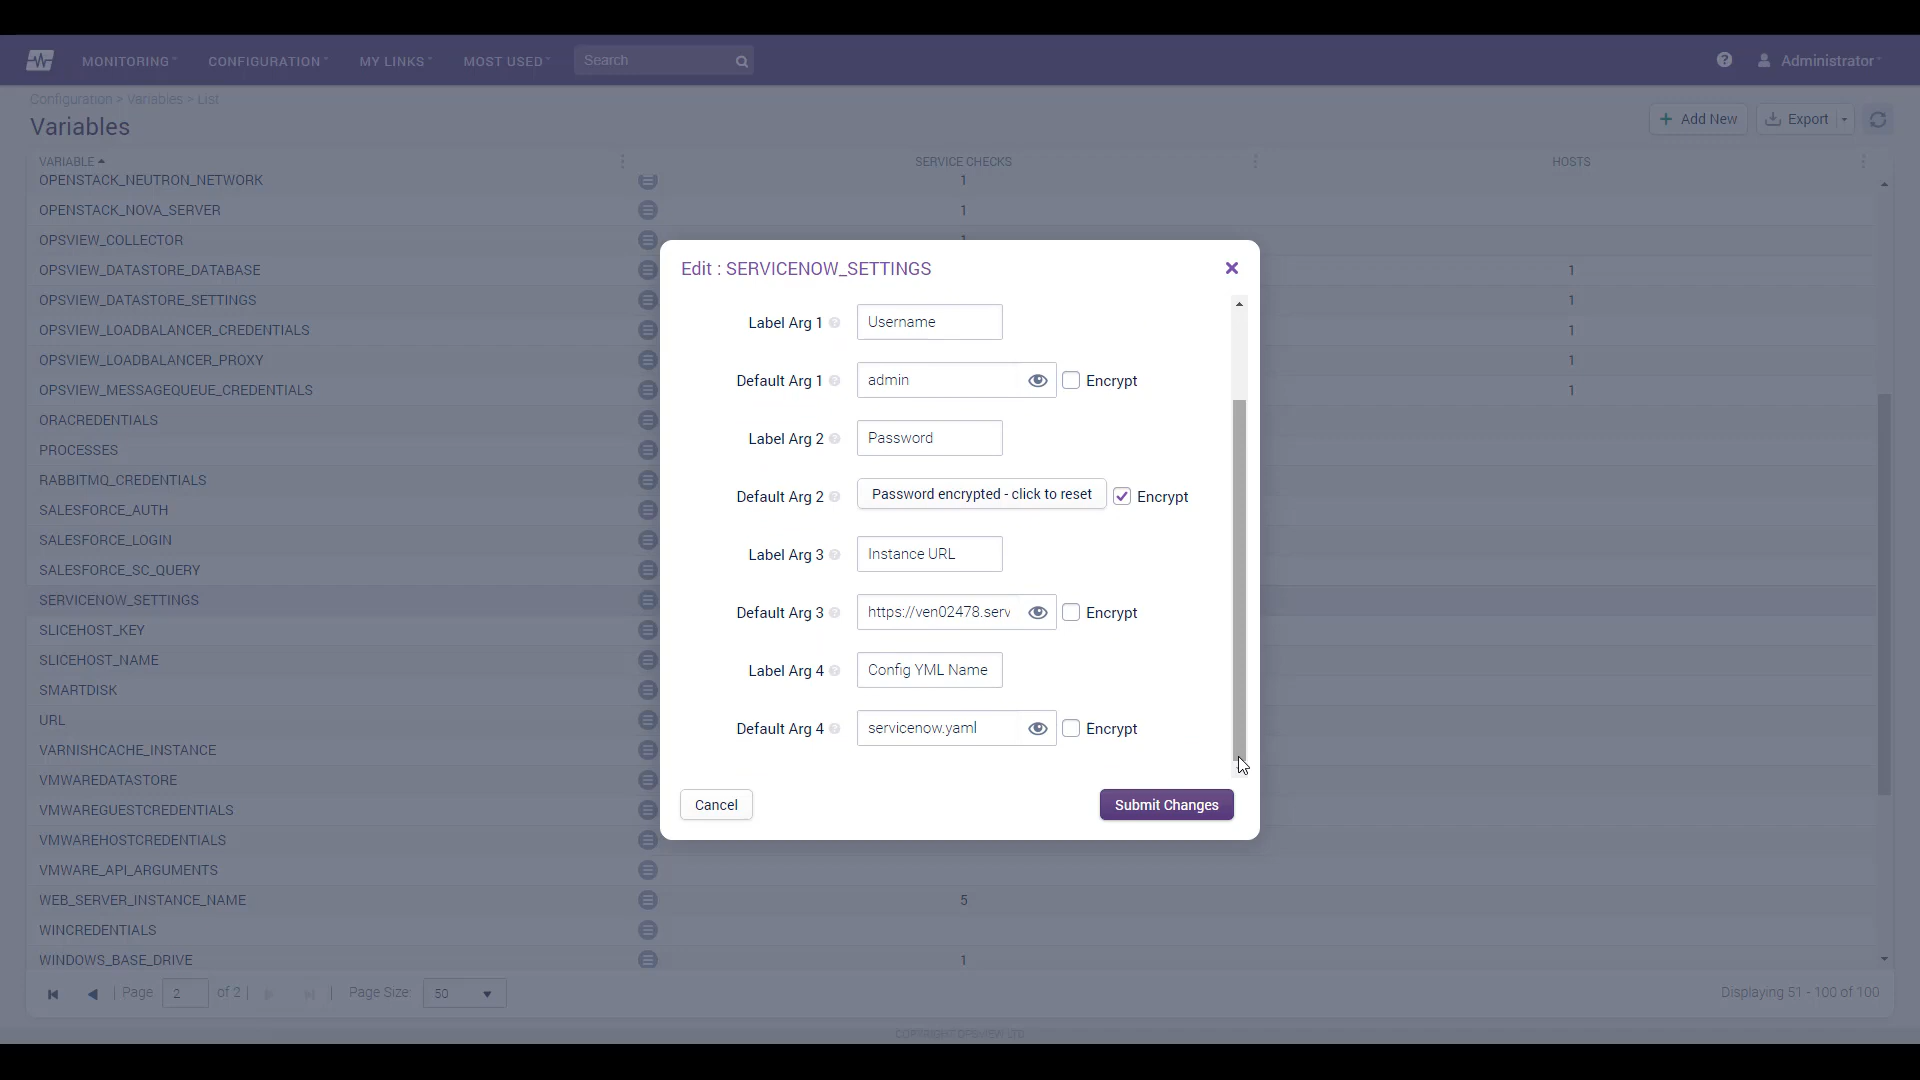 MONITORING CONFIGURATION MY LINKS MOST USED Search Administrator
Configuration > Variables > List
Variables
Add New Export
VARIABLE SERVICE CHECKS HOSTS
OPENSTACK_NEUTRON_NETWORK 1
OPENSTACK_NOVA_SERVER 1
OPSVIEW_COLLECTOR 1
OPSVIEW_DATASTORE_DATABASE 1
OPSVIEW_DATASTORE_SETTINGS 1
OPSVIEW_LOADBALANCER_CREDENTIALS 1
OPSVIEW_LOADBALANCER_PROXY 1
OPSVIEW_MESSAGEQUEUE_CREDENTIALS 1
ORACREDENTIALS
PROCESSES
RABBITMQ_CREDENTIALS
SALESFORCE_AUTH
SALESFORCE_LOGIN
SALESFORCE_SC_QUERY
SERVICENOW_SETTINGS
SLICEHOST_KEY
SLICEHOST_NAME
SMARTDISK
URL
VARNISHCACHE_INSTANCE
VMWAREDATASTORE
VMWAREGUESTCREDENTIALS
VMWAREHOSTCREDENTIALS
VMWARE_API_ARGUMENTS
WEB_SERVER_INSTANCE_NAME 5
WINCREDENTIALS
WINDOWS_BASE_DRIVE 1
Page 2 of 2 Page Size: 50 Displaying 51 - 100 of 100
COPYRIGHT OPSVIEW LTD
Edit : SERVICENOW_SETTINGS
Label Arg 1 Username
Default Arg 1 admin Encrypt
Label Arg 2 Password
Default Arg 2 Password encrypted - click to reset Encrypt
Label Arg 3 Instance URL
Default Arg 3 https://ven02478.serv Encrypt
Label Arg 4 Config YML Name
Default Arg 4 servicenow.yaml Encrypt
Cancel Submit Changes